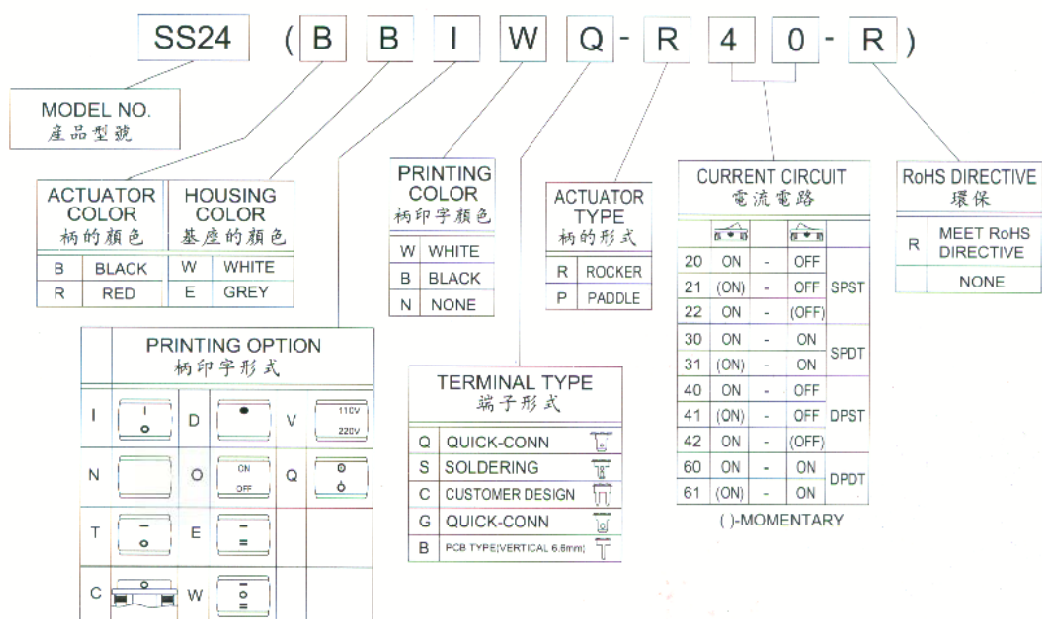 SS24 ( B B I W Q - R 4 0 - R )
MODEL NO.
產品型號
ACTUATOR COLOR
柄的顏色
B BLACK
R RED
HOUSING COLOR
基座的顏色
W WHITE
E GREY
PRINTING COLOR
柄印字顏色
W WHITE
B BLACK
N NONE
ACTUATOR TYPE
柄的形式
R ROCKER
P PADDLE
CURRENT CIRCUIT
電流電路
20 ON - OFF
21 (ON) - OFF SPST
22 ON - (OFF)
30 ON - ON
31 (ON) - ON SPDT
40 ON - OFF
41 (ON) - OFF DPST
42 ON - (OFF)
60 ON - ON
61 (ON) - ON DPDT
( )-MOMENTARY
RoHS DIRECTIVE
環保
R MEET RoHS DIRECTIVE
NONE
PRINTING OPTION
柄印字形式
I D V 110V 220V
N O ON OFF Q
T E
C W
TERMINAL TYPE
端子形式
Q QUICK-CONN
S SOLDERING
C CUSTOMER DESIGN
G QUICK-CONN
B PCB TYPE(VERTICAL 6.6mm)